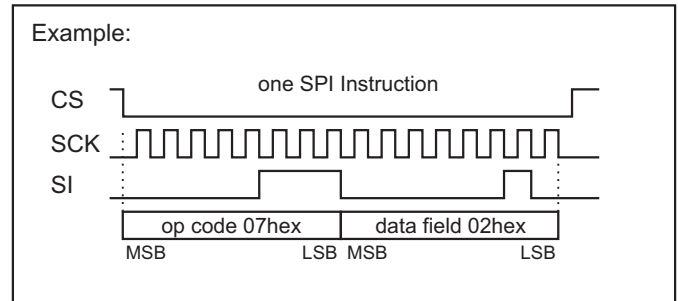 Example:
one SPI Instruction
CS
SCK
SI
op code 07hex data field 02hex
MSB LSB MSB LSB